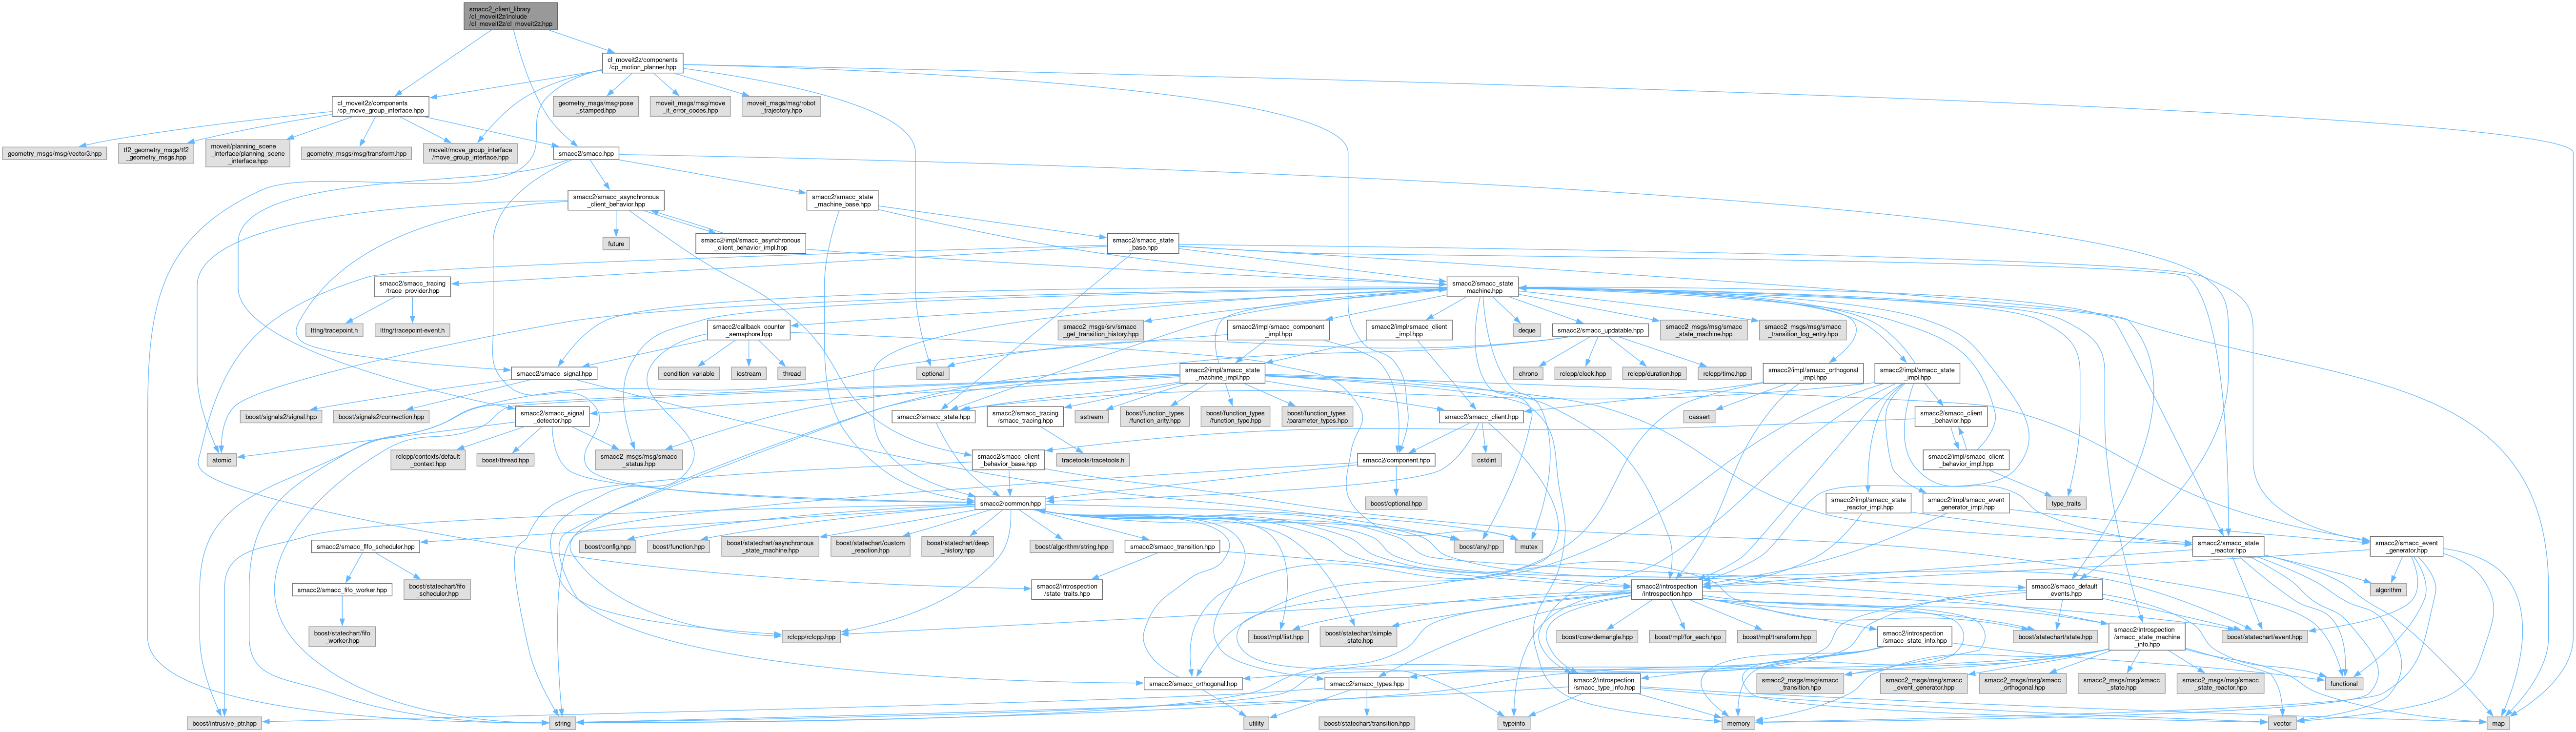 smacc2_client_library
/cl_moveit2z/include
/cl_moveit2z/cl_moveit2z.hpp
cl_moveit2z/components
/cp_motion_planner.hpp
cl_moveit2z/components
/cp_move_group_interface.hpp
geometry_msgs/msg/pose
_stamped.hpp
moveit_msgs/msg/move
_it_error_codes.hpp
moveit_msgs/msg/robot
_trajectory.hpp
geometry_msgs/msg/vector3.hpp
tf2_geometry_msgs/tf2
_geometry_msgs.hpp
moveit/planning_scene
_interface/planning_scene
_interface.hpp
geometry_msgs/msg/transform.hpp
moveit/move_group_interface
/move_group_interface.hpp
smacc2/smacc.hpp
smacc2/smacc_asynchronous
_client_behavior.hpp
smacc2/smacc_state
_machine_base.hpp
future
smacc2/impl/smacc_asynchronous
_client_behavior_impl.hpp
smacc2/smacc_state
_base.hpp
smacc2/smacc_tracing
/trace_provider.hpp
smacc2/smacc_state
_machine.hpp
lttng/tracepoint.h
lttng/tracepoint-event.h
smacc2/callback_counter
_semaphore.hpp
smacc2_msgs/srv/smacc
_get_transition_history.hpp
smacc2/impl/smacc_component
_impl.hpp
smacc2/impl/smacc_client
_impl.hpp
deque
smacc2/smacc_updatable.hpp
smacc2_msgs/msg/smacc
_state_machine.hpp
smacc2_msgs/msg/smacc
_transition_log_entry.hpp
smacc2/smacc_signal.hpp
condition_variable
iostream
thread
optional
smacc2/impl/smacc_state
_machine_impl.hpp
chrono
rclcpp/clock.hpp
rclcpp/duration.hpp
rclcpp/time.hpp
smacc2/impl/smacc_orthogonal
_impl.hpp
smacc2/impl/smacc_state
_impl.hpp
boost/signals2/signal.hpp
boost/signals2/connection.hpp
smacc2/smacc_signal
_detector.hpp
smacc2/smacc_state.hpp
smacc2/smacc_tracing
/smacc_tracing.hpp
sstream
boost/function_types
/function_arity.hpp
boost/function_types
/function_type.hpp
boost/function_types
/parameter_types.hpp
smacc2/smacc_client.hpp
cassert
smacc2/smacc_client
_behavior.hpp
atomic
rclcpp/contexts/default
_context.hpp
boost/thread.hpp
smacc2_msgs/msg/smacc
_status.hpp
smacc2/smacc_client
_behavior_base.hpp
tracetools/tracetools.h
smacc2/component.hpp
cstdint
smacc2/impl/smacc_client
_behavior_impl.hpp
smacc2/common.hpp
boost/optional.hpp
smacc2/impl/smacc_state
_reactor_impl.hpp
smacc2/impl/smacc_event
_generator_impl.hpp
type_traits
smacc2/smacc_fifo_scheduler.hpp
boost/config.hpp
boost/function.hpp
boost/statechart/asynchronous
_state_machine.hpp
boost/statechart/custom
_reaction.hpp
boost/statechart/deep
_history.hpp
boost/algorithm/string.hpp
smacc2/smacc_transition.hpp
boost/any.hpp
mutex
smacc2/smacc_state
_reactor.hpp
smacc2/smacc_event
_generator.hpp
smacc2/smacc_fifo_worker.hpp
boost/statechart/fifo
_scheduler.hpp
smacc2/introspection
/state_traits.hpp
smacc2/introspection
/introspection.hpp
smacc2/smacc_default
_events.hpp
algorithm
boost/statechart/fifo
_worker.hpp
rclcpp/rclcpp.hpp
boost/mpl/list.hpp
boost/statechart/simple
_state.hpp
boost/core/demangle.hpp
boost/mpl/for_each.hpp
boost/mpl/transform.hpp
smacc2/introspection
/smacc_state_info.hpp
boost/statechart/state.hpp
smacc2/introspection
/smacc_state_machine
_info.hpp
boost/statechart/event.hpp
smacc2/smacc_orthogonal.hpp
smacc2/smacc_types.hpp
smacc2/introspection
/smacc_type_info.hpp
smacc2_msgs/msg/smacc
_transition.hpp
smacc2_msgs/msg/smacc
_event_generator.hpp
smacc2_msgs/msg/smacc
_orthogonal.hpp
smacc2_msgs/msg/smacc
_state.hpp
smacc2_msgs/msg/smacc
_state_reactor.hpp
functional
boost/intrusive_ptr.hpp
string
utility
boost/statechart/transition.hpp
typeinfo
memory
vector
map